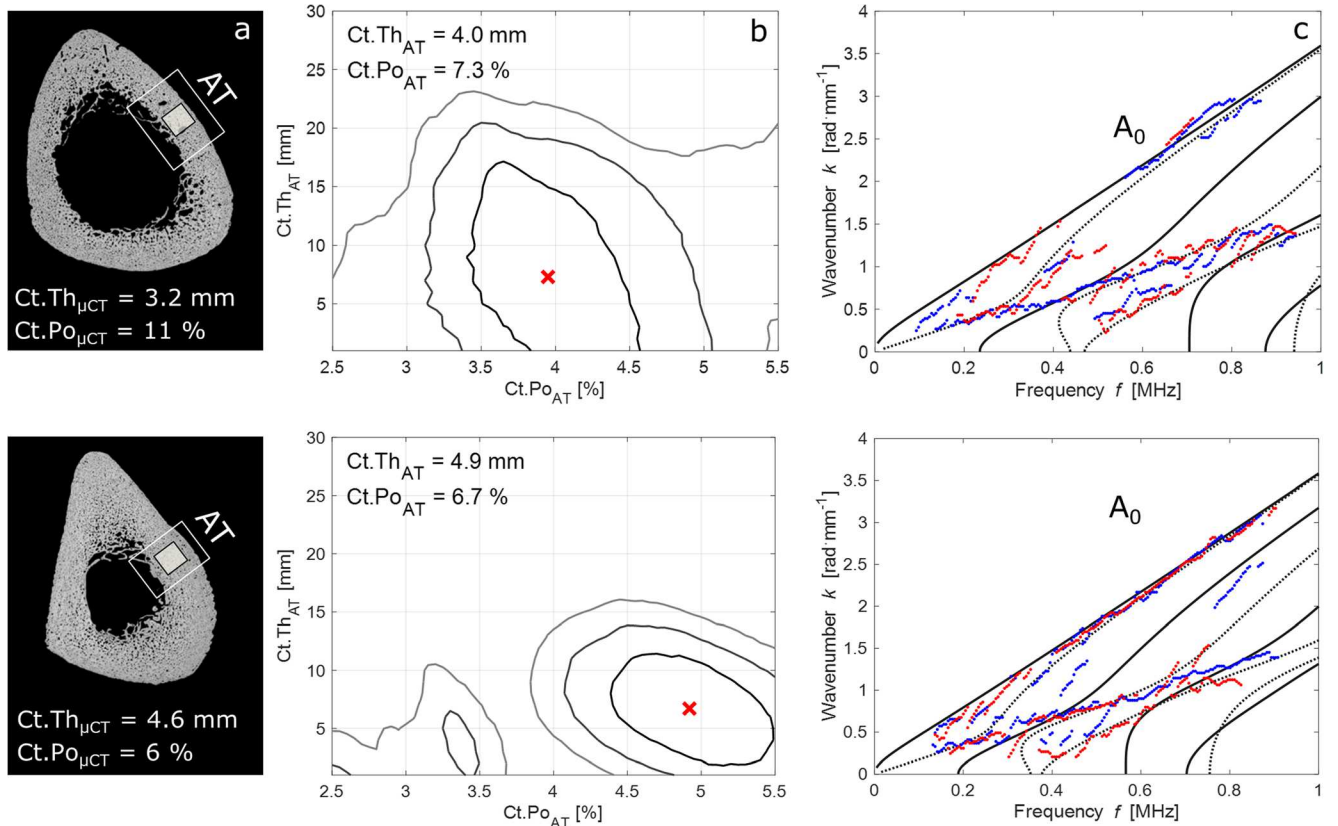 a
AT
Ct.Th_μCT = 3.2 mm
Ct.Po_μCT = 11 %
b
Ct.Th_AT = 4.0 mm
Ct.Po_AT = 7.3 %
Ct.Th_AT [mm]
30
25
20
15
10
5
2.5 3 3.5 4 4.5 5 5.5
Ct.Po_AT [%]
c
A_0
Wavenumber k [rad·mm⁻¹]
4
3.5
3
2.5
2
1.5
1
0.5
0
0 0.2 0.4 0.6 0.8 1
Frequency f [MHz]
AT
Ct.Th_μCT = 4.6 mm
Ct.Po_μCT = 6 %
Ct.Th_AT = 4.9 mm
Ct.Po_AT = 6.7 %
Ct.Th_AT [mm]
30
25
20
15
10
5
2.5 3 3.5 4 4.5 5 5.5
Ct.Po_AT [%]
A_0
Wavenumber k [rad·mm⁻¹]
4
3.5
3
2.5
2
1.5
1
0.5
0
0 0.2 0.4 0.6 0.8 1
Frequency f [MHz]